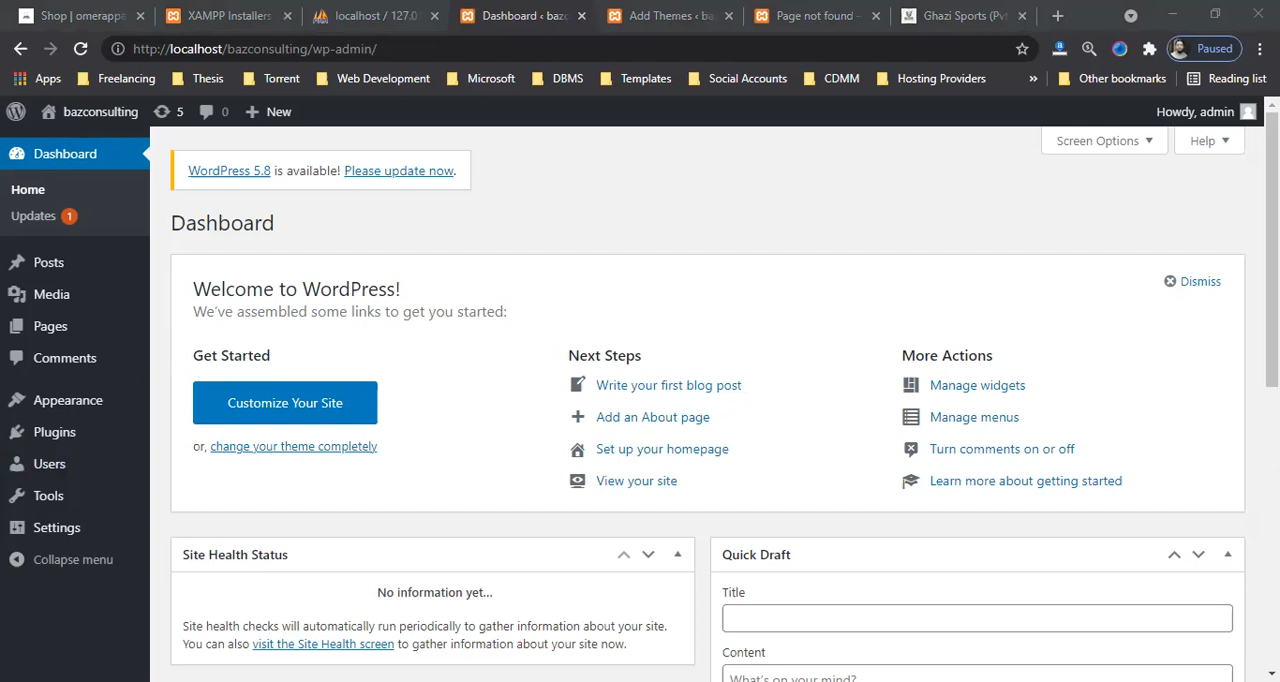 Shop | omerappa
XAMPP Installers
localhost / 127.0
Dashboard ‹ bazc
Add Themes ‹ ba
Page not found –
Ghazi Sports (Pvt
http://localhost/bazconsulting/wp-admin/
Paused
Apps
Freelancing
Thesis
Torrent
Web Development
Microsoft
DBMS
Templates
Social Accounts
CDMM
Hosting Providers
»
Other bookmarks
Reading list
bazconsulting
5
0
New
Howdy, admin
Dashboard
Home
Updates 1
Posts
Media
Pages
Comments
Appearance
Plugins
Users
Tools
Settings
Collapse menu
Screen Options
Help
WordPress 5.8 is available! Please update now.
Dashboard
Dismiss
Welcome to WordPress!
We've assembled some links to get you started:
Get Started
Customize Your Site
or, change your theme completely
Next Steps
Write your first blog post
Add an About page
Set up your homepage
View your site
More Actions
Manage widgets
Manage menus
Turn comments on or off
Learn more about getting started
Site Health Status
No information yet...
Site health checks will automatically run periodically to gather information about your site.
You can also visit the Site Health screen to gather information about your site now.
Quick Draft
Title
Content
What's on your mind?